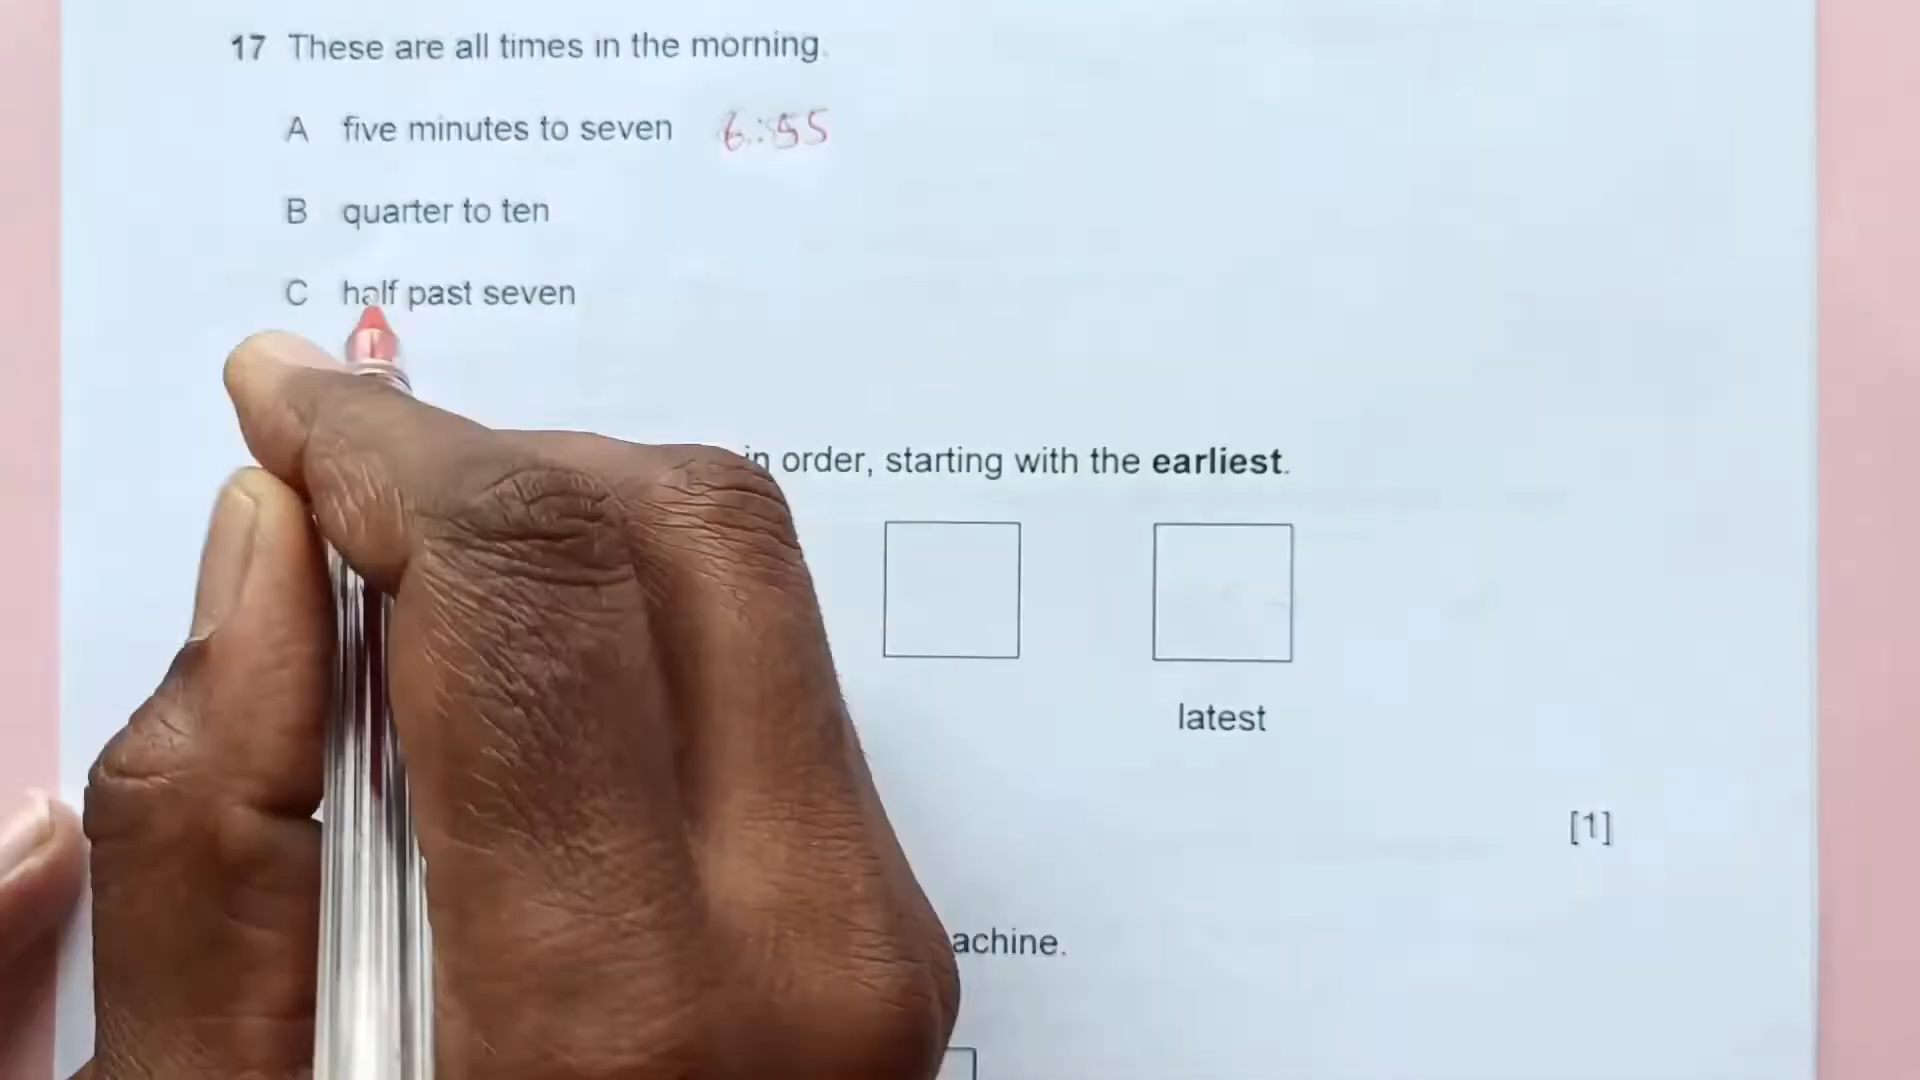 17 These are all times in the morning.
A five minutes to seven 6:55
B quarter to ten
C half past seven
in order, starting with the earliest.
latest
[1]
achine.